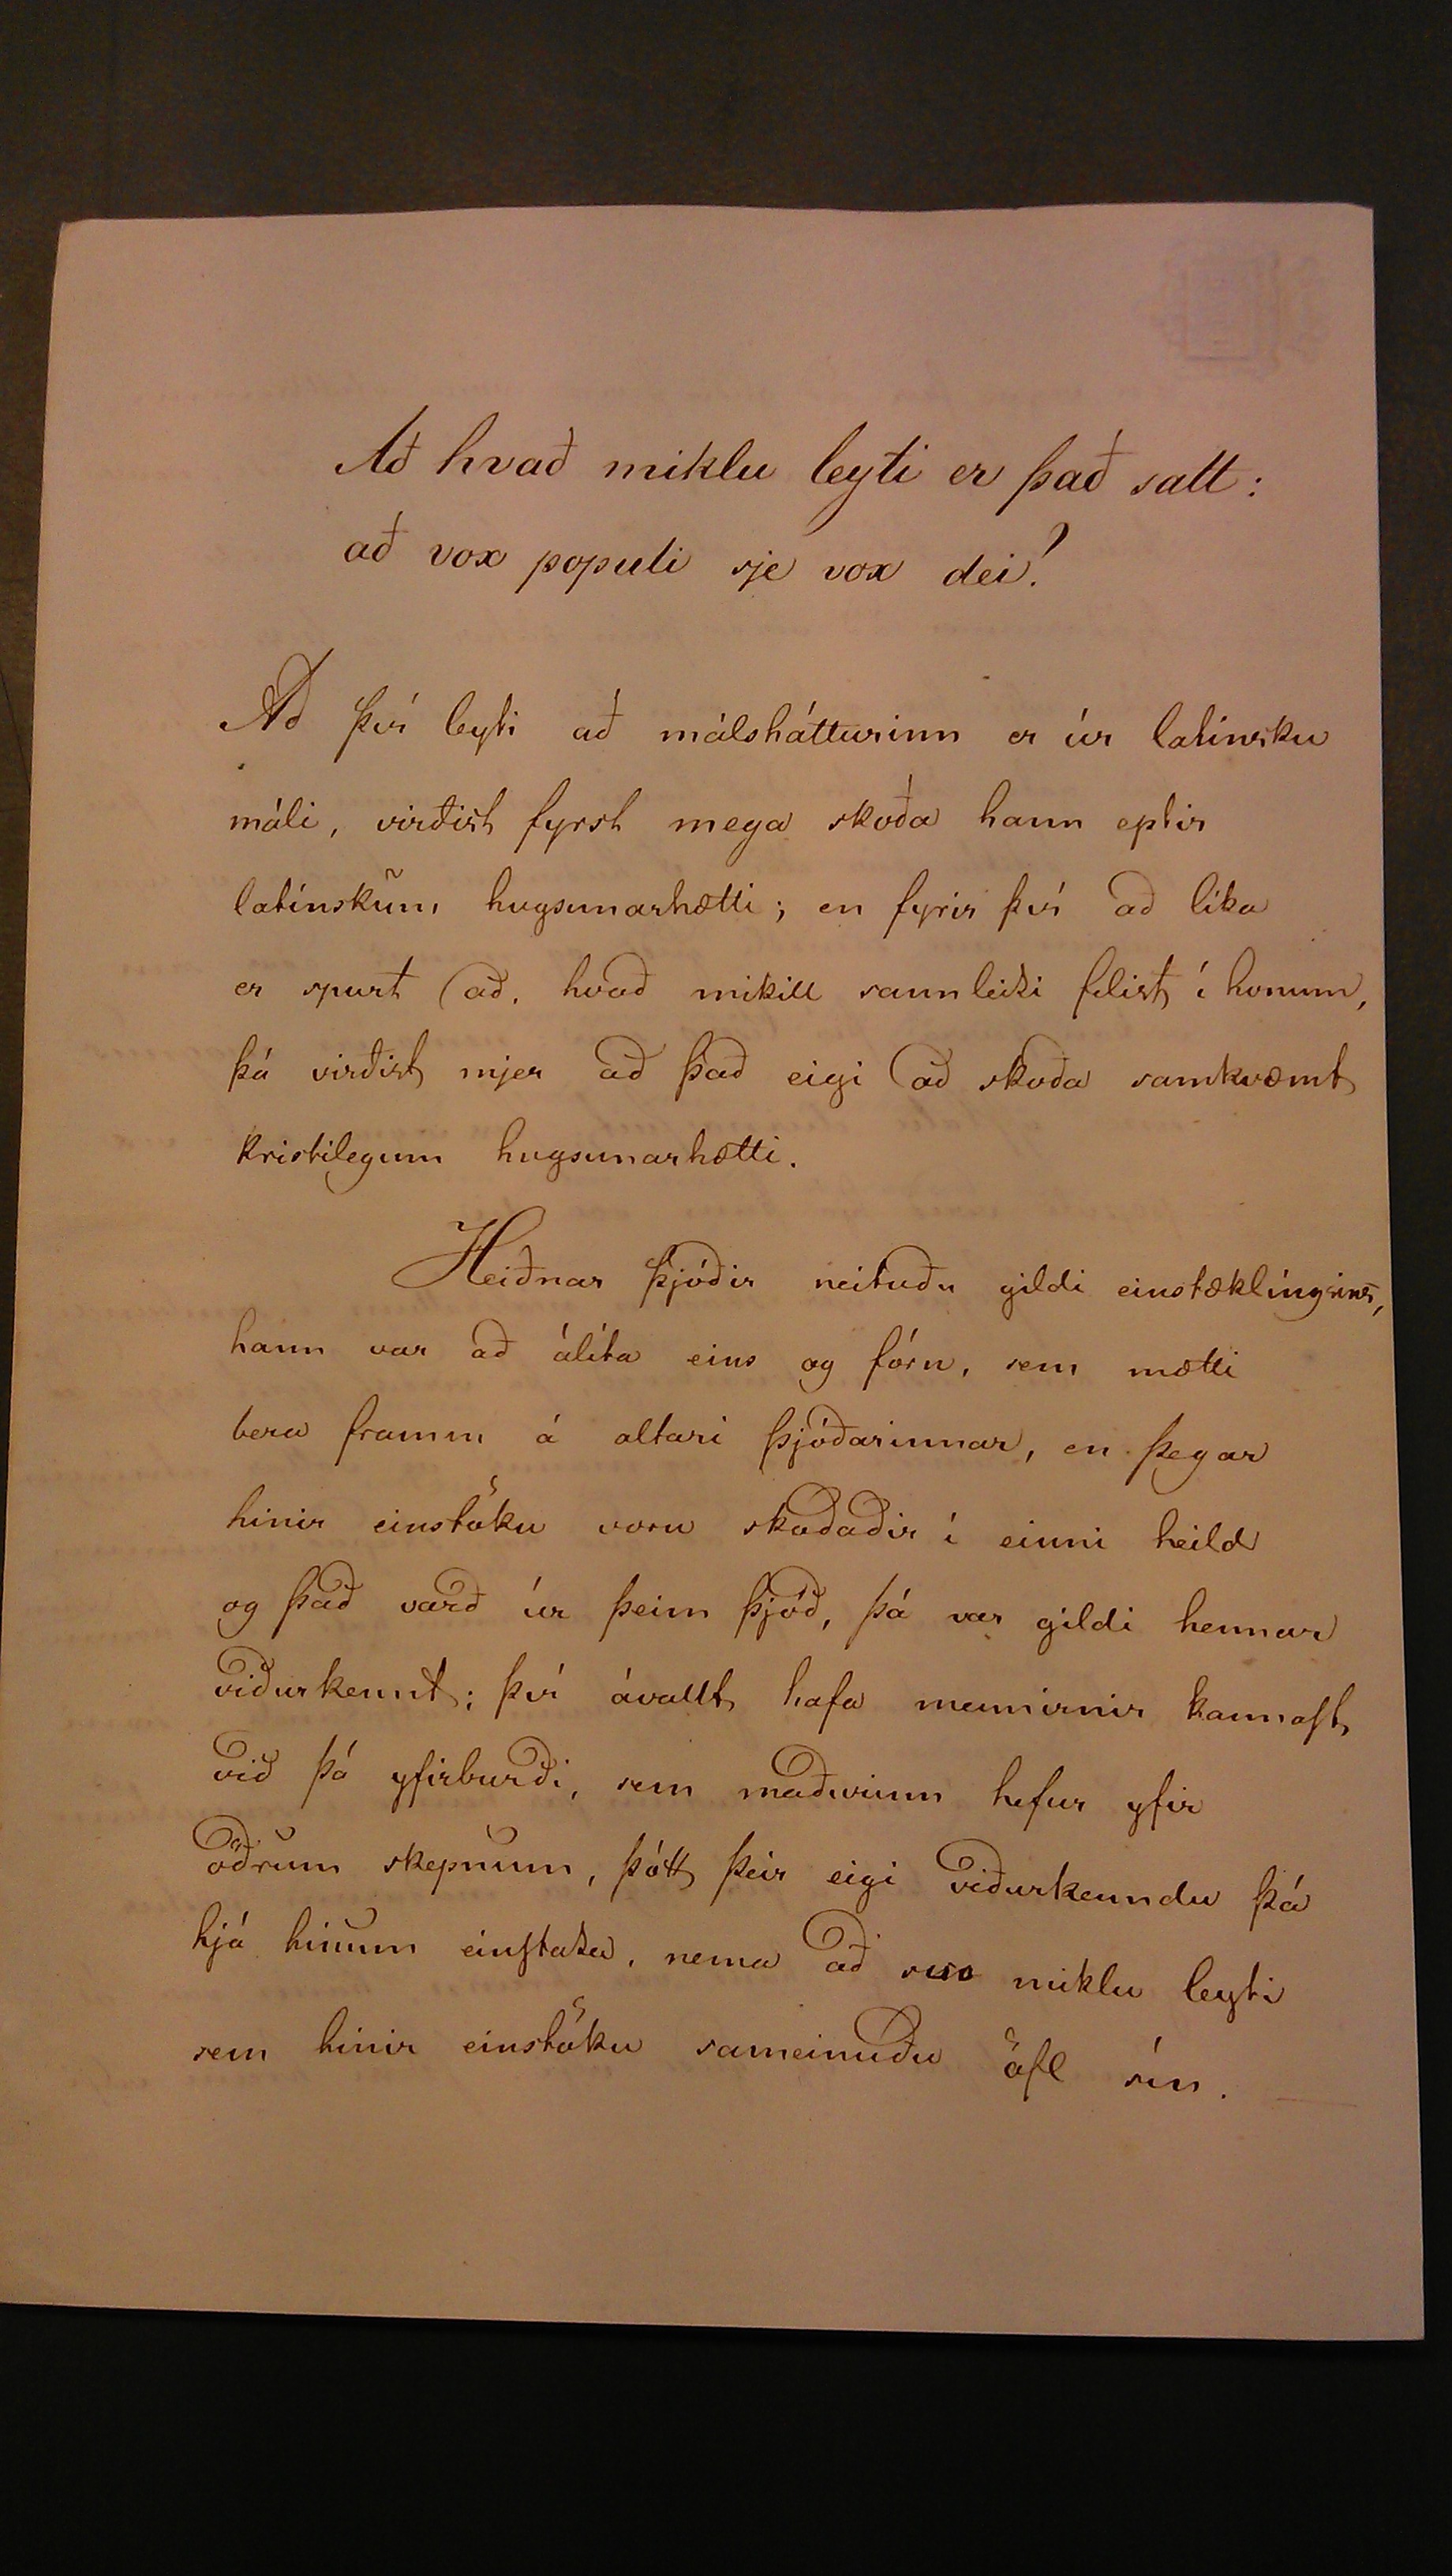 Að hvað miklu leyti er það satt:
að vox populi sje vox dei?
Að því leyti að málshátturinn er úr latínsku
máli, virðist fyrst mega skoða hann eptir
latínskum hugsunarhætti; en fyrir því að líka
er spurt að, hvað mikill sannleiki felist í honum,
þá virðist mjer að það eigi að skoða samkvæmt
kristilegum hugsunarhætti.
Heiðnar þjóðir neituðu gildi einstæklíngsins,
hann var að álíta eins og fórn, sem mætti
bera framm á altari þjóðarinnar, en þegar
hinir einstöku voru skoðaðir í einni heild
og það varð úr þeim þjóð, þá var gildi hennar
viðurkennt; því ávallt hafa mennirnir kannast
við þá yfirburði, sem maðurinn hefur yfir
öðrum skepnum, þótt þeir eigi viðurkenndu þá
hjá hinum einstaka, nema að svo miklu leyti
sem hinir einstöku sameinuðu öfl sín.